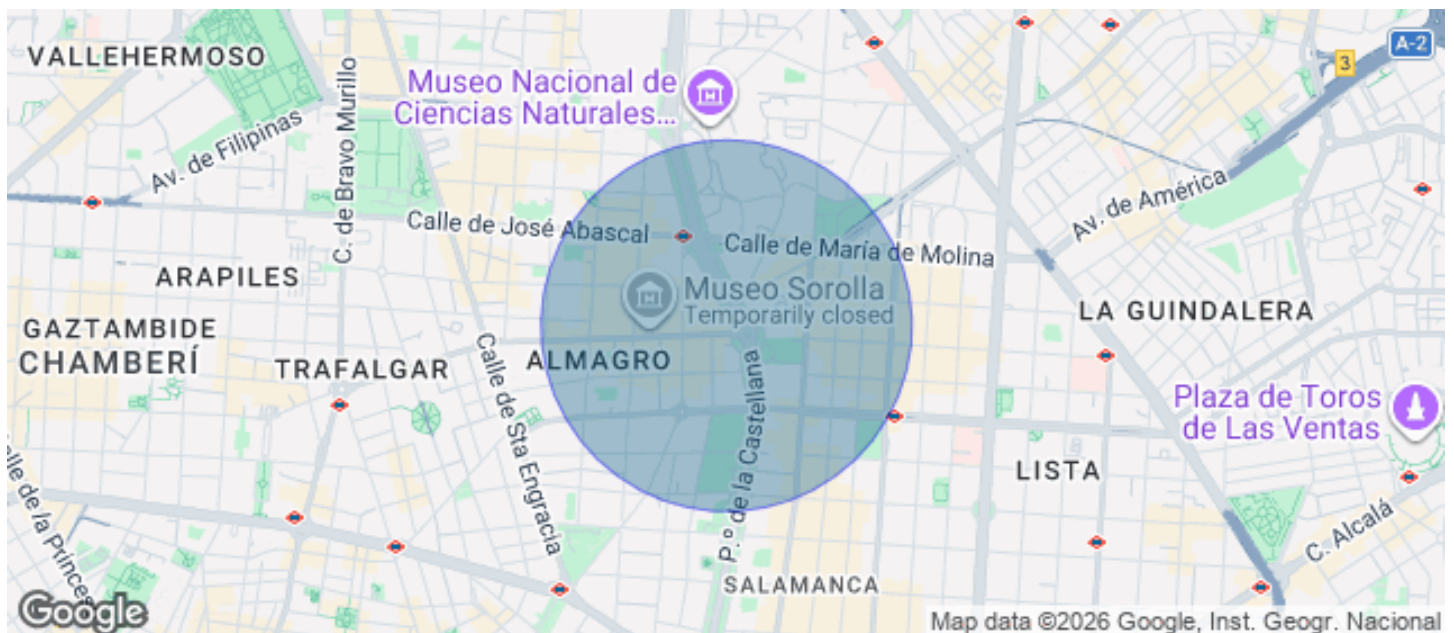 VALLEHERMOSO
Museo Nacional de
Ciencias Naturales...
A-2
3
Av. de Filipinas
C. de Bravo Murillo
Av. de América
Calle de José Abascal
Calle de María de Molina
ARAPILES
Museo Sorolla
Temporarily closed
LA GUINDALERA
GAZTAMBIDE
CHAMBERÍ
TRAFALGAR
ALMAGRO
Calle de Sta Engracia
P.º de la Castellana
Plaza de Toros
de Las Ventas
LISTA
C. Alcalá
SALAMANCA
Google
Map data ©2026 Google, Inst. Geogr. Nacional